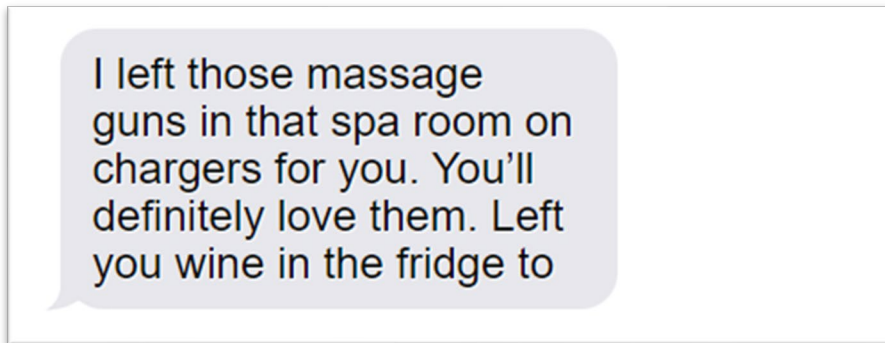 I left those massage
guns in that spa room on
chargers for you. You’ll
definitely love them. Left
you wine in the fridge to